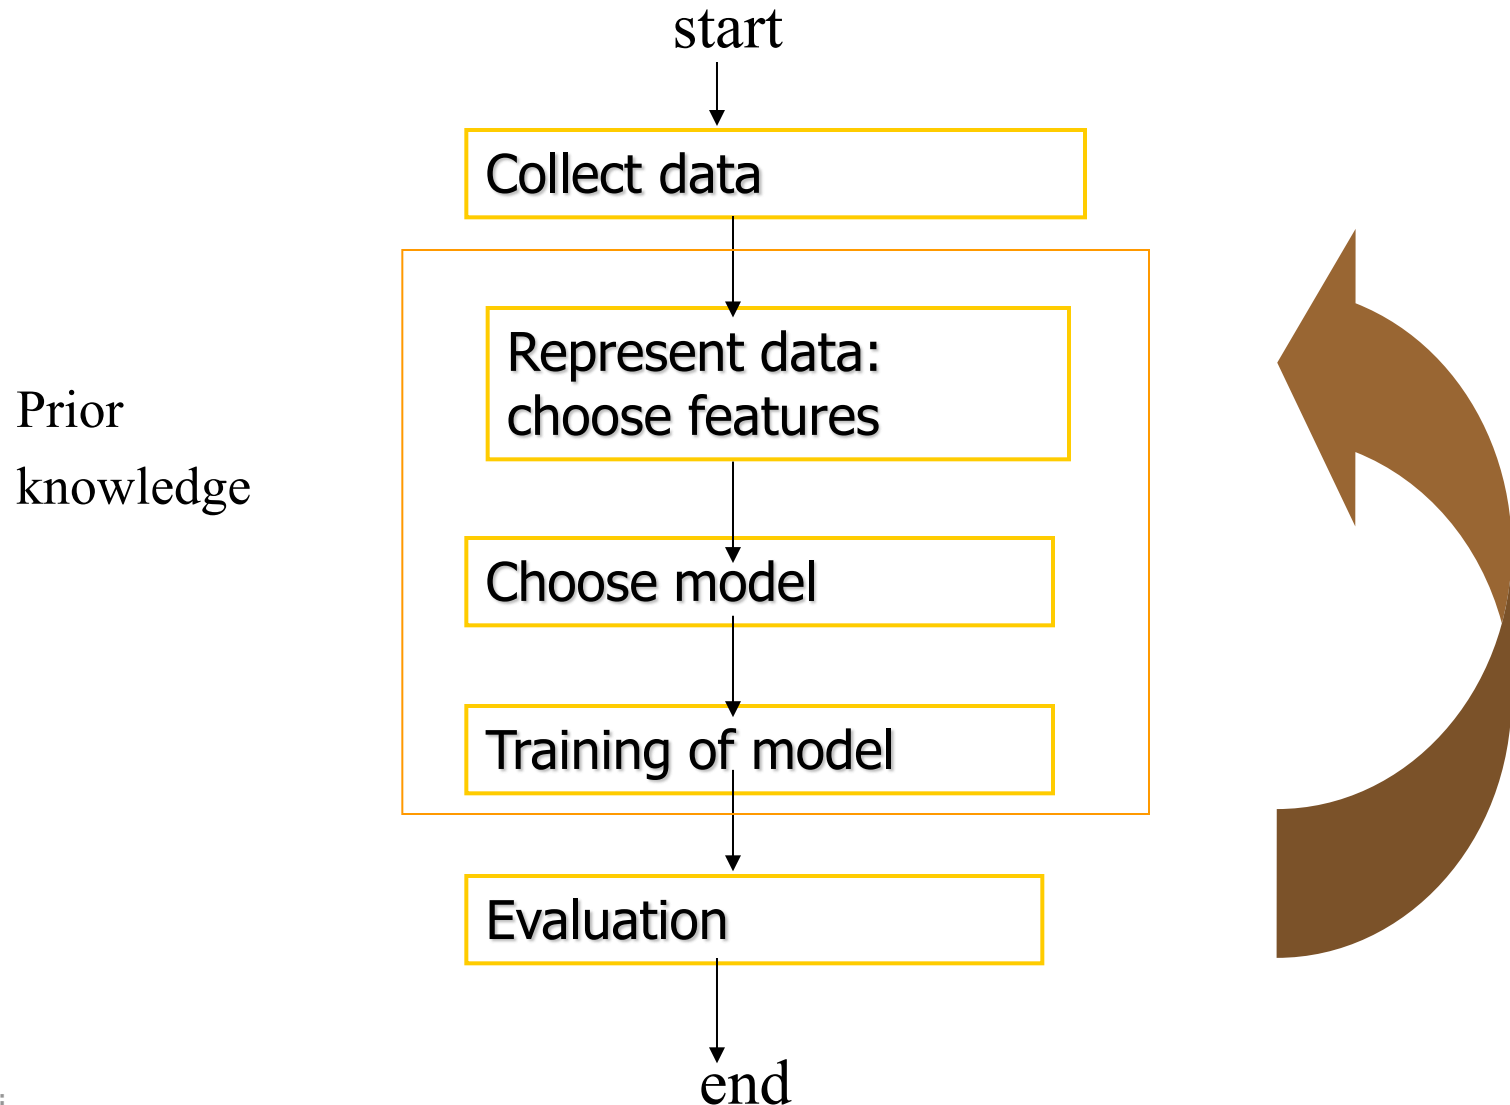 start
Collect data
Represent data:
choose features
Prior
knowledge
Choose model
Training of model
Evaluation
end